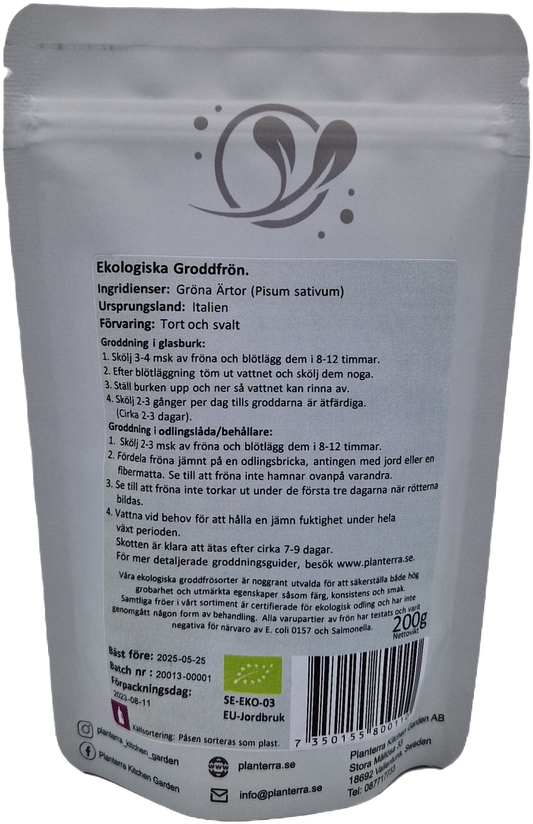 Ekologiska Groddfrön.
Ingridienser: Gröna Ärtor (Pisum sativum)
Ursprungsland: Italien
Förvaring: Tort och svalt
Groddning i glasburk:
1. Skölj 3-4 msk av fröna och blötlägg dem i 8-12 timmar.
2. Efter blötläggning töm ut vattnet och skölj dem noga.
3. Ställ burken upp och ner så vattnet kan rinna av.
4. Skölj 2-3 gånger per dag tills groddarna är ätfärdiga.
(Cirka 2-3 dagar).
Groddning i odlingslåda/behållare:
1. Skölj 2-3 msk av fröna och blötlägg dem i 8-12 timmar.
2. Fördela fröna jämnt på en odlingsbricka, antingen med jord eller en
fibermatta. Se till att fröna inte hamnar ovanpå varandra.
3. Se till att fröna inte torkar ut under de första tre dagarna när rötterna
bildas.
4. Vattna vid behov för att hålla en jämn fuktighet under hela
växt perioden.
Skotten är klara att ätas efter cirka 7-9 dagar.
För mer detaljerade groddningsguider, besök www.planterra.se.
Våra ekologiska groddfrösorter är noggrant utvalda för att säkerställa både hög
grobarhet och utmärkta egenskaper såsom färg, konsistens och smak.
Samtliga fröer i vårt sortiment är certifierade för ekologisk odling och har inte
genomgått någon form av behandling. Alla varupartier av frön har testats och varit
negativa för närvaro av E. coli 0157 och Salmonella.
200g
Nettovikt
Bäst före: 2025-05-25
Batch nr : 20013-00001
Förpackningsdag:
2023-08-11
SE-EKO-03
EU-Jordbruk
Källsortering: Påsen sorteras som plast.
planterra_kitchen_garden
Planterra Kitchen Garden
planterra.se
info@planterra.se
Planterra Kitchen Garden AB
Sweden
Tel: 087717733